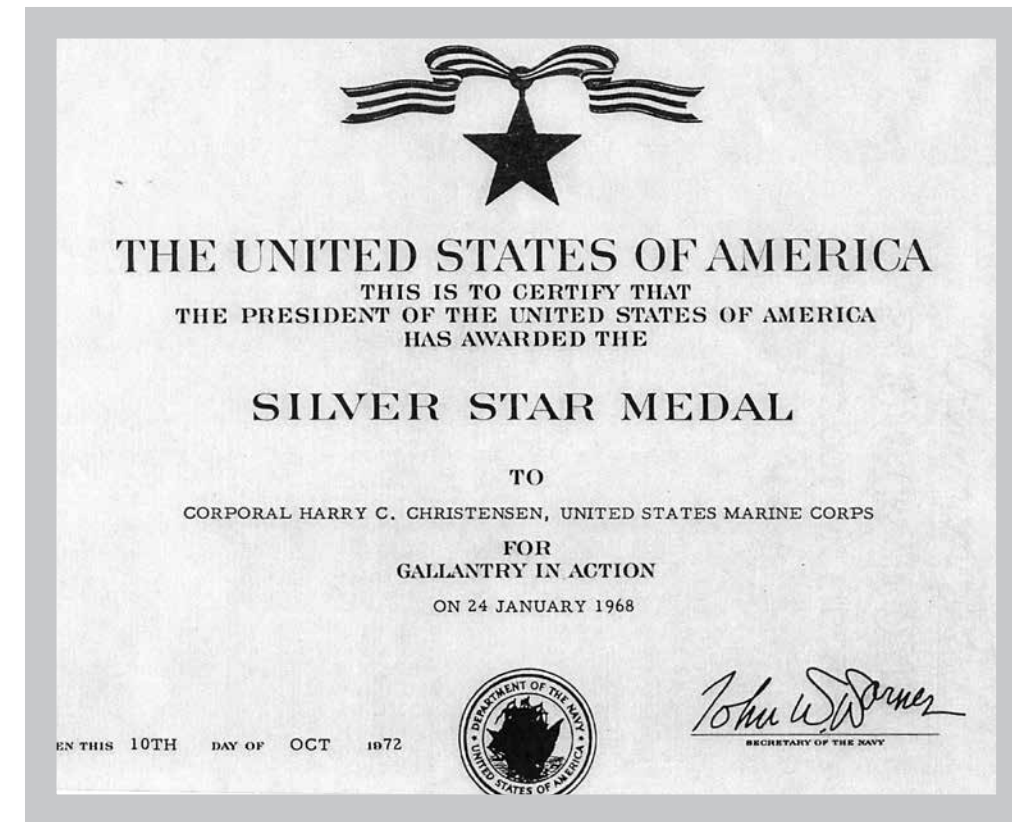 THE UNITED STATES OF AMERICA
THIS IS TO CERTIFY THAT
THE PRESIDENT OF THE UNITED STATES OF AMERICA
HAS AWARDED THE
SILVER STAR MEDAL
TO
CORPORAL HARRY C. CHRISTENSEN, UNITED STATES MARINE CORPS
FOR
GALLANTRY IN ACTION
ON 24 JANUARY 1968
EN THIS 10TH DAY OF OCT 1972
DEPARTMENT OF THE NAVY
UNITED STATES OF AMERICA
John W. Warner
SECRETARY OF THE NAVY